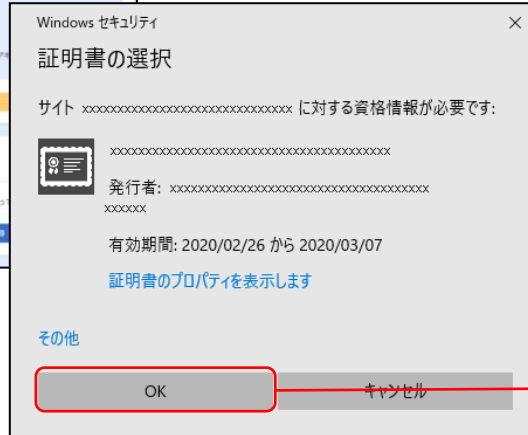 Windows セキュリティ
証明書の選択
サイト xxxxxxxxxxxxxxxxxxxxxxxxxxxxxx に対する資格情報が必要です:
xxxxxxxxxxxxxxxxxxxxxxxxxxxxxxxxxxxxxxxx
発行者: xxxxxxxxxxxxxxxxxxxxxxxxxxxxxxxxxxxxx
xxxxxx
有効期間: 2020/02/26 から 2020/03/07
証明書のプロパティを表示します
その他
OK
キャンセル